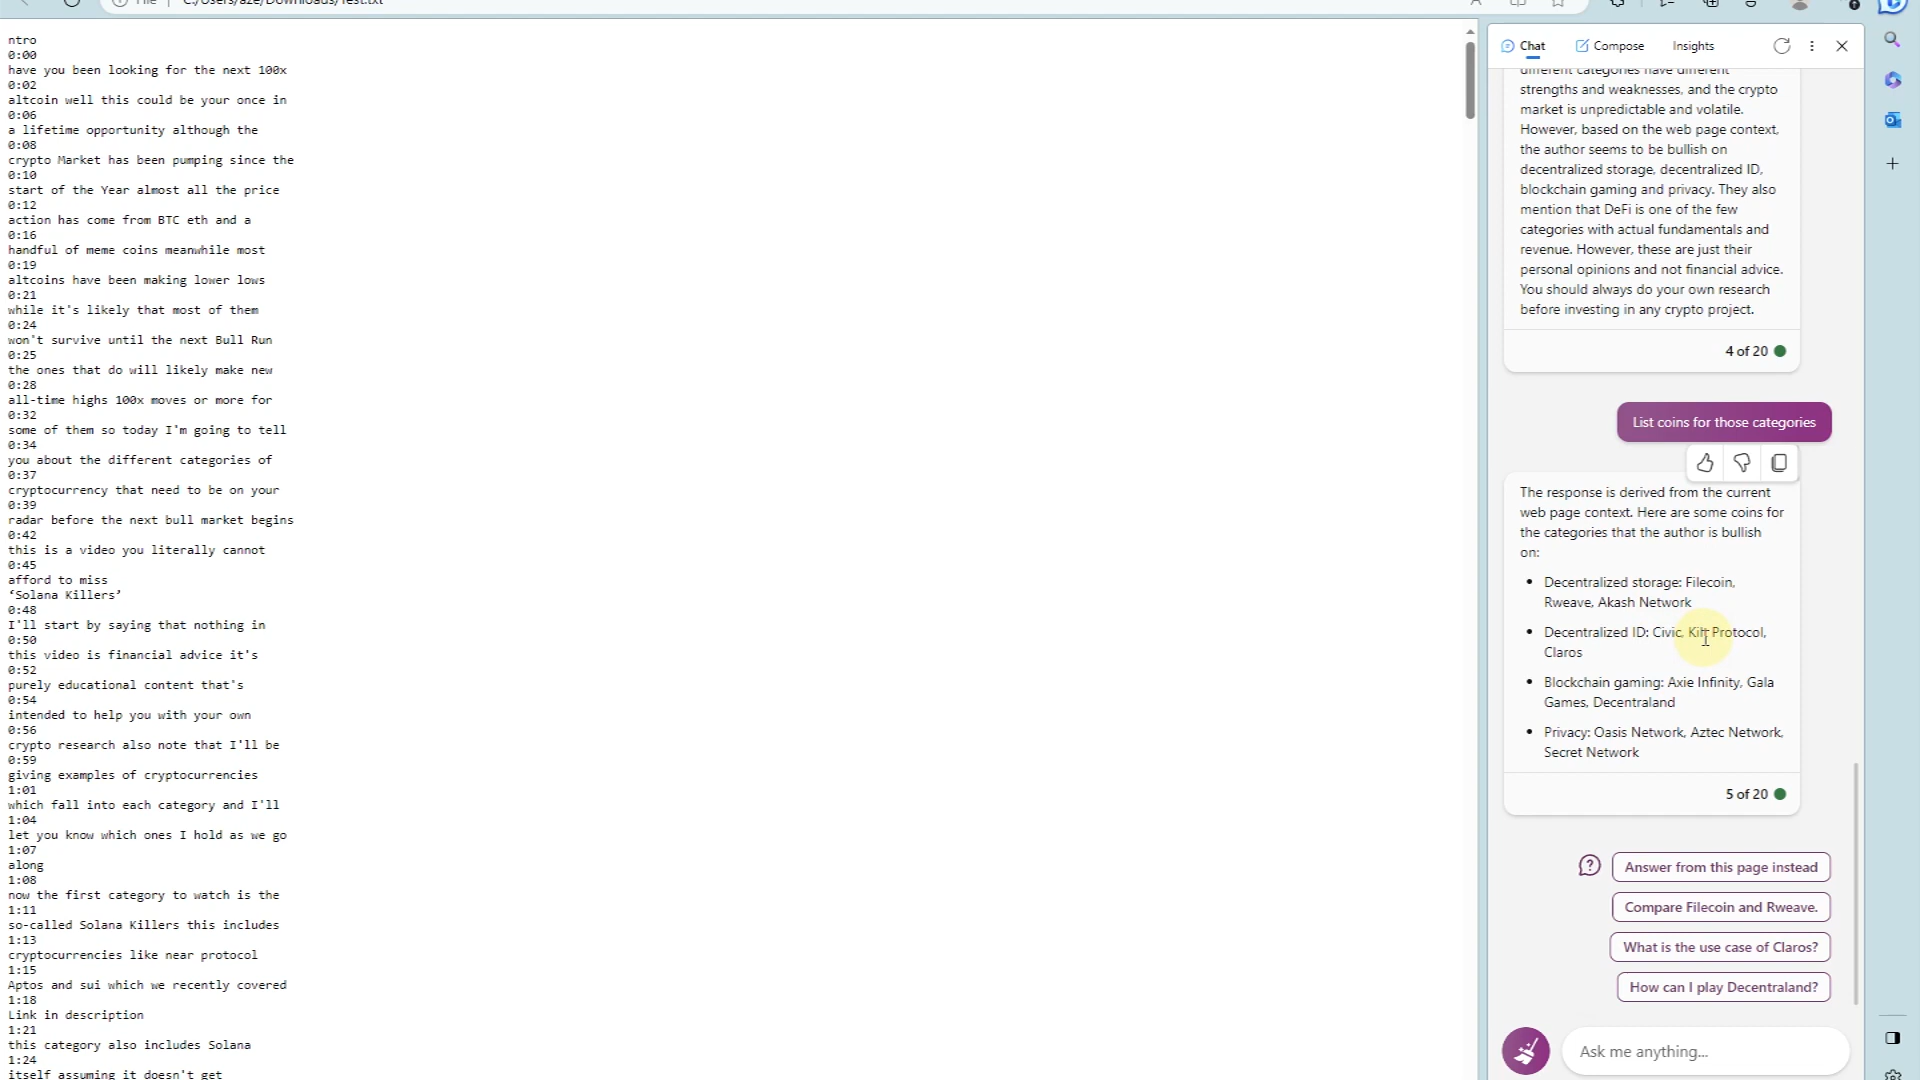 File
C:/Users/aze/Downloads/Test.txt
ntro
0:00
have you been looking for the next 100x
0:02
altcoin well this could be your once in
0:06
a lifetime opportunity although the
0:08
crypto Market has been pumping since the
0:10
start of the Year almost all the price
0:12
action has come from BTC eth and a
0:16
handful of meme coins meanwhile most
0:19
altcoins have been making lower lows
0:21
while it's likely that most of them
0:24
won't survive until the next Bull Run
0:25
the ones that do will likely make new
0:28
all-time highs 100x moves or more for
0:32
some of them so today I'm going to tell
0:34
you about the different categories of
0:37
cryptocurrency that need to be on your
0:39
radar before the next bull market begins
0:42
this is a video you literally cannot
0:45
afford to miss
‘Solana Killers’
0:48
I'll start by saying that nothing in
0:50
this video is financial advice it's
0:52
purely educational content that's
0:54
intended to help you with your own
0:56
crypto research also note that I'll be
0:59
giving examples of cryptocurrencies
1:01
which fall into each category and I'll
1:04
let you know which ones I hold as we go
1:07
along
1:08
now the first category to watch is the
1:11
so-called Solana Killers this includes
1:13
cryptocurrencies like near protocol
1:15
Aptos and sui which we recently covered
1:18
Link in description
1:21
this category also includes Solana
1:24
itself assuming it doesn't get
Chat
Compose
Insights
different categories have different
strengths and weaknesses, and the crypto
market is unpredictable and volatile.
However, based on the web page context,
the author seems to be bullish on
decentralized storage, decentralized ID,
blockchain gaming and privacy. They also
mention that DeFi is one of the few
categories with actual fundamentals and
revenue. However, these are just their
personal opinions and not financial advice.
You should always do your own research
before investing in any crypto project.
4 of 20
List coins for those categories
The response is derived from the current
web page context. Here are some coins for
the categories that the author is bullish
on:
• Decentralized storage: Filecoin,
Rweave, Akash Network
• Decentralized ID: Civic, Kilt Protocol,
Claros
• Blockchain gaming: Axie Infinity, Gala
Games, Decentraland
• Privacy: Oasis Network, Aztec Network,
Secret Network
5 of 20
Answer from this page instead
Compare Filecoin and Rweave.
What is the use case of Claros?
How can I play Decentraland?
Ask me anything...